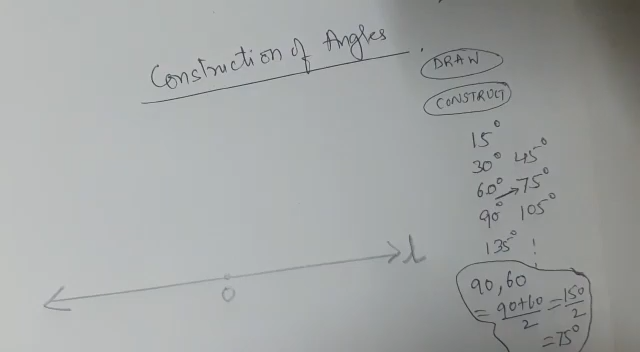 Construction of Angles.
DRAW
CONSTRUCT
15°
30° 45°
60° → 75°
90° 105°
135° !
l
O
90, 60
= 90+60/2 = 150/2
= 75°